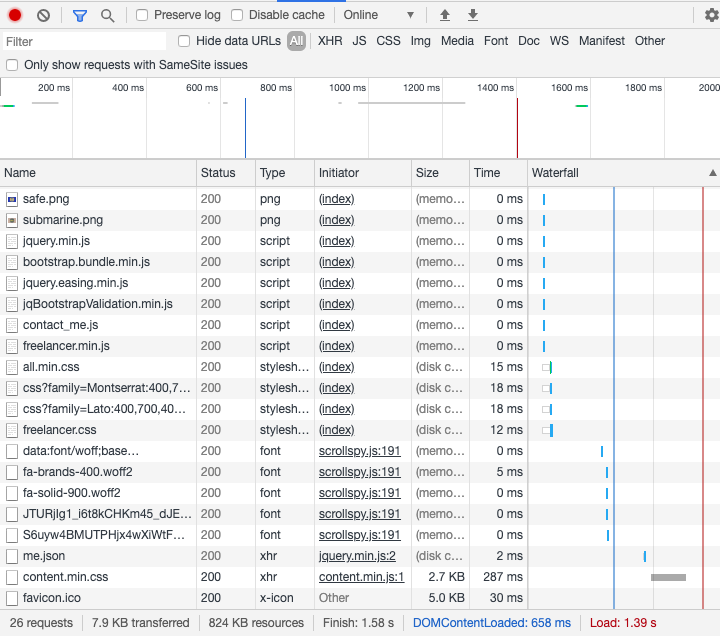 Preserve log Disable cache Online
Filter Hide data URLs All XHR JS CSS Img Media Font Doc WS Manifest Other
Only show requests with SameSite issues
200 ms 400 ms 600 ms 800 ms 1000 ms 1200 ms 1400 ms 1600 ms 1800 ms 2000
Name Status Type Initiator Size Time Waterfall
safe.png 200 png (index) (memo… 0 ms
submarine.png 200 png (index) (memo… 0 ms
jquery.min.js 200 script (index) (memo… 0 ms
bootstrap.bundle.min.js 200 script (index) (memo… 0 ms
jquery.easing.min.js 200 script (index) (memo… 0 ms
jqBootstrapValidation.min.js 200 script (index) (memo… 0 ms
contact_me.js 200 script (index) (memo… 0 ms
freelancer.min.js 200 script (index) (memo… 0 ms
all.min.css 200 stylesh… (index) (disk c… 15 ms
css?family=Montserrat:400,7… 200 stylesh… (index) (disk c… 18 ms
css?family=Lato:400,700,40… 200 stylesh… (index) (disk c… 18 ms
freelancer.css 200 stylesh… (index) (disk c… 12 ms
data:font/woff;base… 200 font scrollspy.js:191 (memo… 0 ms
fa-brands-400.woff2 200 font scrollspy.js:191 (memo… 5 ms
fa-solid-900.woff2 200 font scrollspy.js:191 (memo… 0 ms
JTURjIg1_i6t8kCHKm45_dJE… 200 font scrollspy.js:191 (memo… 0 ms
S6uyw4BMUTPHjx4wXiWtF… 200 font scrollspy.js:191 (memo… 0 ms
me.json 200 xhr jquery.min.js:2 (disk c… 2 ms
content.min.css 200 xhr content.min.js:1 2.7 KB 287 ms
favicon.ico 200 x-icon Other 5.0 KB 30 ms
26 requests 7.9 KB transferred 824 KB resources Finish: 1.58 s DOMContentLoaded: 658 ms Load: 1.39 s